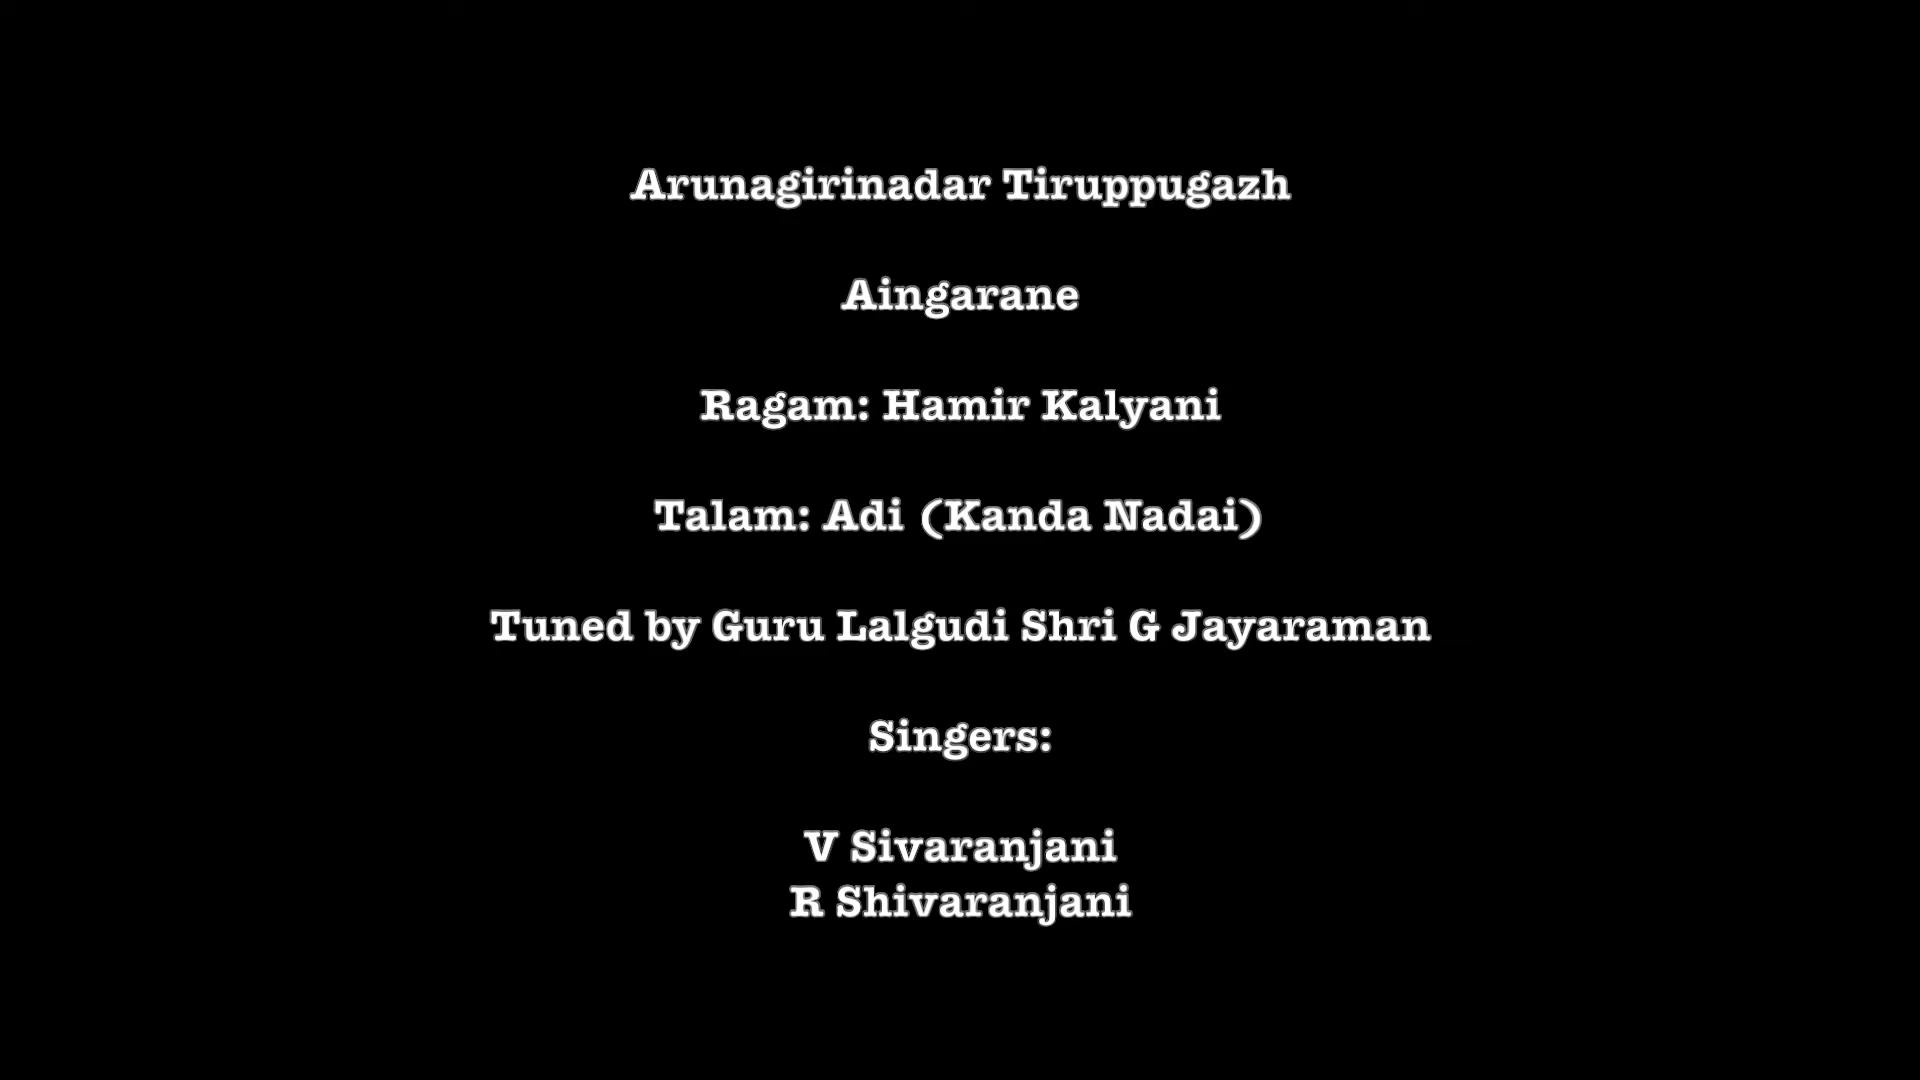 Arunagirinadar Tiruppugazh
Aingarane
Ragam: Hamir Kalyani
Talam: Adi (Kanda Nadai)
Tuned by Guru Lalgudi Shri G Jayaraman
Singers:
V Sivaranjani
R Shivaranjani